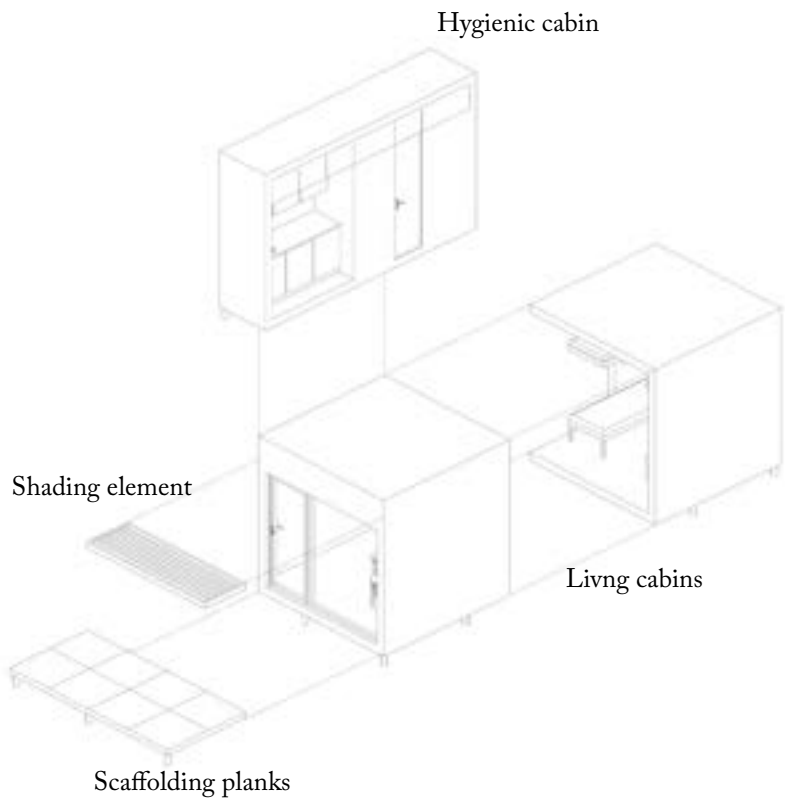 Hygienic cabin
Shading element
Livng cabins
Scaffolding planks